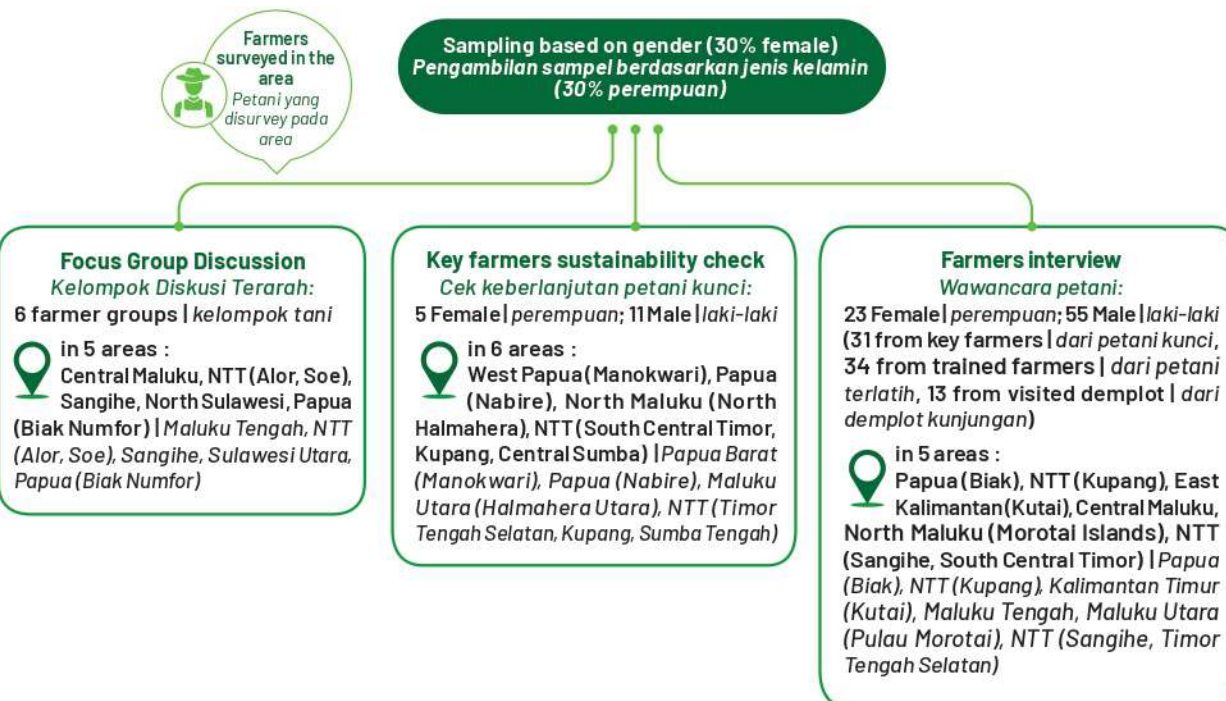 Farmers
surveyed in the
area
Petani yang
disurvey pada
area
Sampling based on gender (30% female)
Pengambilan sampel berdasarkan jenis kelamin
(30% perempuan)
Focus Group Discussion
Kelompok Diskusi Terarah:
6 farmer groups | kelompok tani
in 5 areas :
Central Maluku, NTT (Alor, Soe),
Sangihe, North Sulawesi, Papua
(Biak Numfor) | Maluku Tengah, NTT
(Alor, Soe), Sangihe, Sulawesi Utara,
Papua (Biak Numfor)
Key farmers sustainability check
Cek keberlanjutan petani kunci:
5 Female | perempuan; 11 Male | laki-laki
in 6 areas :
West Papua (Manokwari), Papua
(Nabire), North Maluku (North
Halmahera), NTT (South Central Timor,
Kupang, Central Sumba) | Papua Barat
(Manokwari), Papua (Nabire), Maluku
Utara (Halmahera Utara), NTT (Timor
Tengah Selatan, Kupang, Sumba Tengah)
Farmers interview
Wawancara petani:
23 Female | perempuan; 55 Male | laki-laki
(31 from key farmers | dari petani kunci,
34 from trained farmers | dari petani
terlatih, 13 from visited demplot | dari
demplot kunjungan)
in 5 areas :
Papua (Biak), NTT (Kupang), East
Kalimantan (Kutai), Central Maluku,
North Maluku (Morotai Islands), NTT
(Sangihe, South Central Timor) | Papua
(Biak), NTT (Kupang), Kalimantan Timur
(Kutai), Maluku Tengah, Maluku Utara
(Pulau Morotai), NTT (Sangihe, Timor
Tengah Selatan)